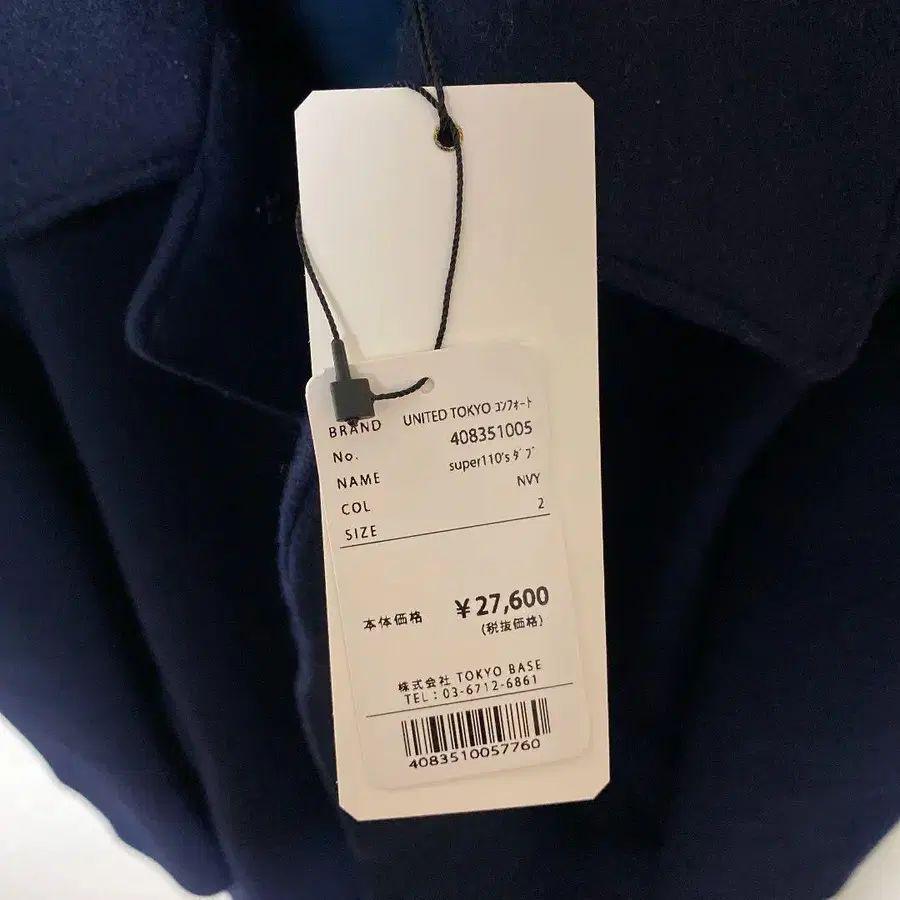 BRAND UNITED TOKYO ｺﾝﾌｫｰﾄ
No. 408351005
NAME super110's ﾀﾞﾌﾞ
COL NVY
SIZE 2
本体価格 ¥27,600
(税抜価格)
株式会社 TOKYO BASE
TEL:03-6712-6861
4083510057760